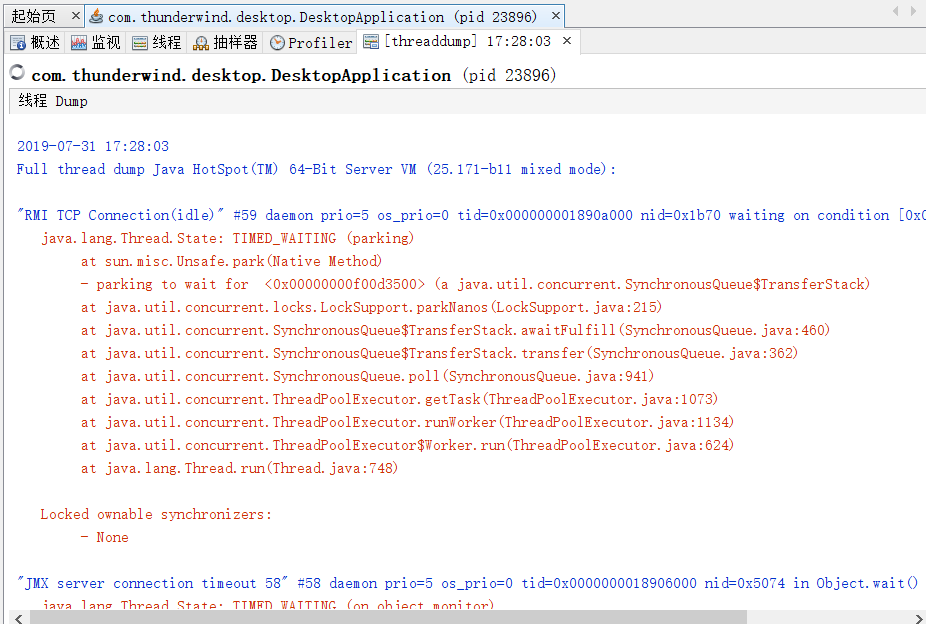 起始页 × com.thunderwind.desktop.DesktopApplication (pid 23896) ×
概述 监视 线程 抽样器 Profiler [threaddump] 17:28:03 ×
com.thunderwind.desktop.DesktopApplication (pid 23896)
线程 Dump
2019-07-31 17:28:03
Full thread dump Java HotSpot(TM) 64-Bit Server VM (25.171-b11 mixed mode):
"RMI TCP Connection(idle)" #59 daemon prio=5 os_prio=0 tid=0x000000001890a000 nid=0x1b70 waiting on condition [0x0
java.lang.Thread.State: TIMED_WAITING (parking)
at sun.misc.Unsafe.park(Native Method)
- parking to wait for <0x00000000f00d3500> (a java.util.concurrent.SynchronousQueue$TransferStack)
at java.util.concurrent.locks.LockSupport.parkNanos(LockSupport.java:215)
at java.util.concurrent.SynchronousQueue$TransferStack.awaitFulfill(SynchronousQueue.java:460)
at java.util.concurrent.SynchronousQueue$TransferStack.transfer(SynchronousQueue.java:362)
at java.util.concurrent.SynchronousQueue.poll(SynchronousQueue.java:941)
at java.util.concurrent.ThreadPoolExecutor.getTask(ThreadPoolExecutor.java:1073)
at java.util.concurrent.ThreadPoolExecutor.runWorker(ThreadPoolExecutor.java:1134)
at java.util.concurrent.ThreadPoolExecutor$Worker.run(ThreadPoolExecutor.java:624)
at java.lang.Thread.run(Thread.java:748)
Locked ownable synchronizers:
- None
"JMX server connection timeout 58" #58 daemon prio=5 os_prio=0 tid=0x0000000018906000 nid=0x5074 in Object.wait()
java.lang.Thread.State: TIMED_WAITING (on object monitor)